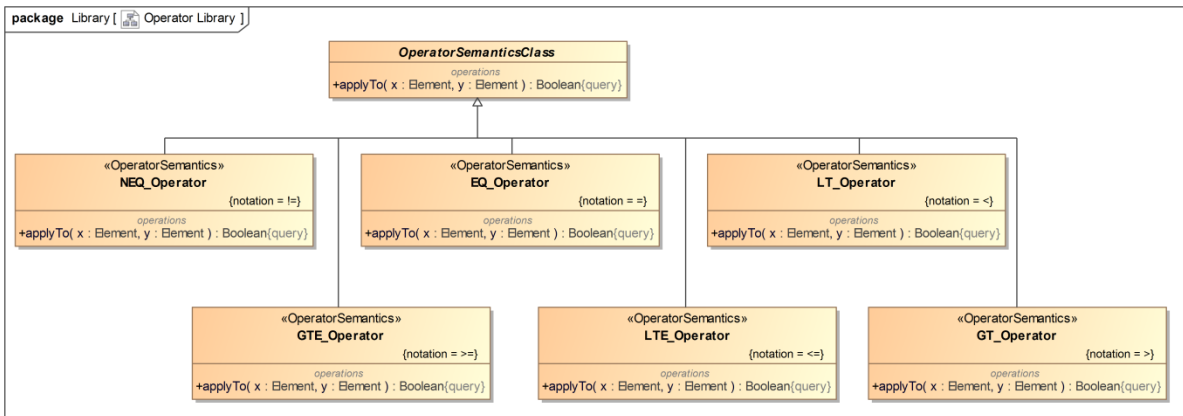 package Library [ Operator Library ]
OperatorSemanticsClass
operations
+applyTo( x : Element, y : Element ) : Boolean{query}
«OperatorSemantics»
NEQ_Operator
{notation = !=}
operations
+applyTo( x : Element, y : Element ) : Boolean{query}
«OperatorSemantics»
EQ_Operator
{notation = =}
operations
+applyTo( x : Element, y : Element ) : Boolean{query}
«OperatorSemantics»
LT_Operator
{notation = <}
operations
+applyTo( x : Element, y : Element ) : Boolean{query}
«OperatorSemantics»
GTE_Operator
{notation = >=}
operations
+applyTo( x : Element, y : Element ) : Boolean{query}
«OperatorSemantics»
LTE_Operator
{notation = <=}
operations
+applyTo( x : Element, y : Element ) : Boolean{query}
«OperatorSemantics»
GT_Operator
{notation = >}
operations
+applyTo( x : Element, y : Element ) : Boolean{query}